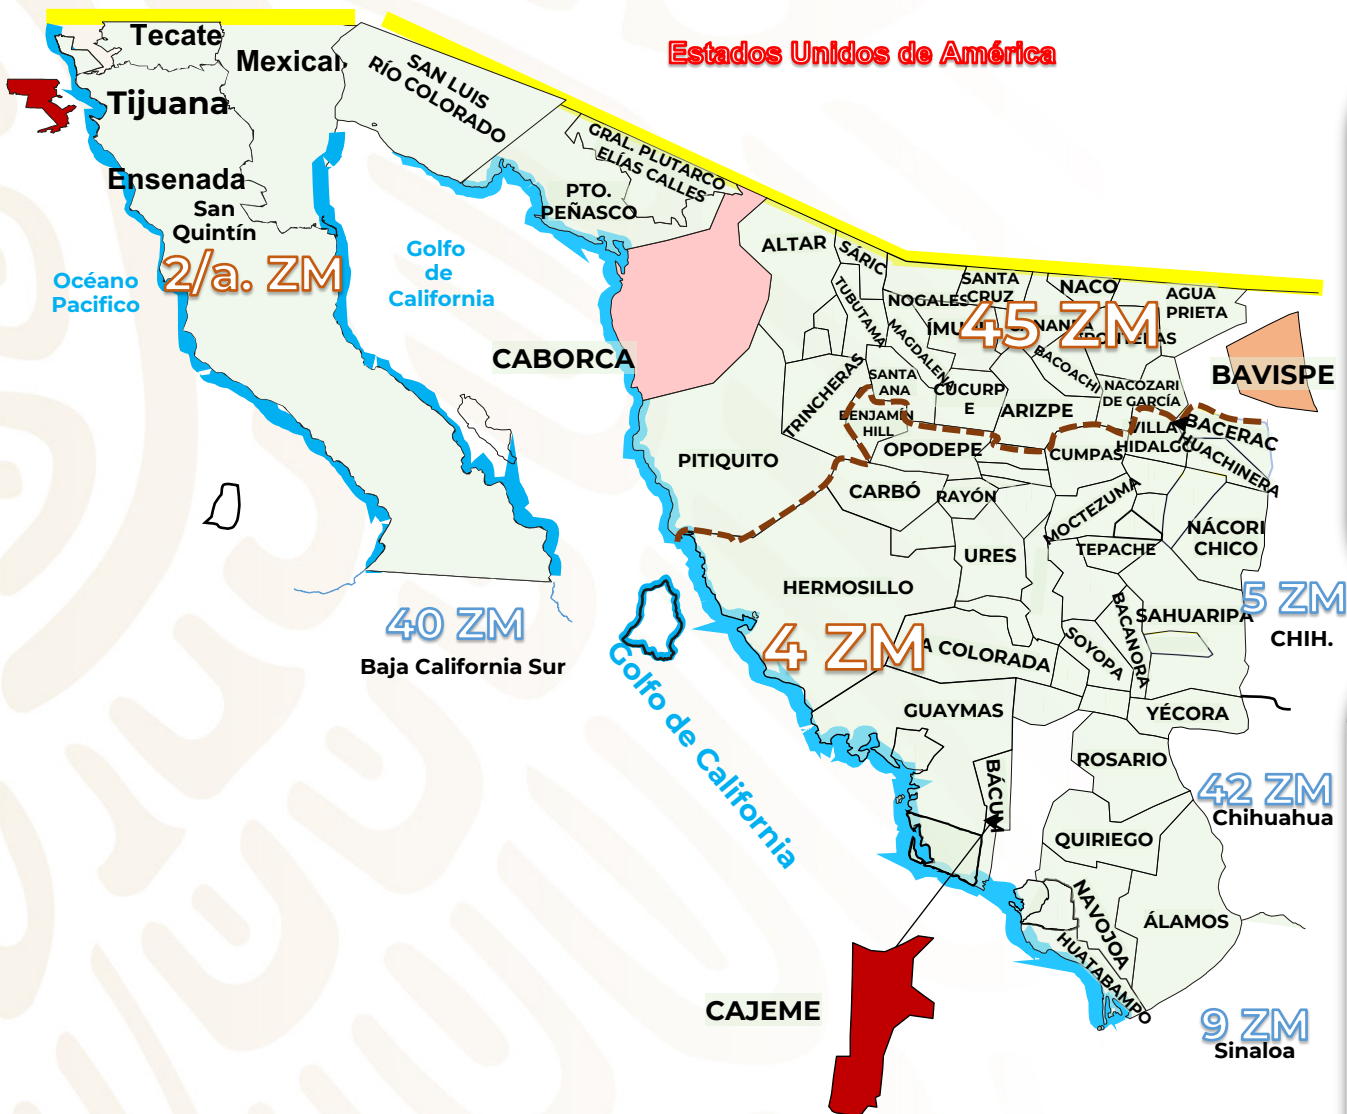 Estados Unidos de América
Tecate
Mexicali
Tijuana
Ensenada
San
Quintín
2/a. ZM
Océano
Pacifico
Golfo
de
California
SAN LUIS
RÍO COLORADO
GRAL. PLUTARCO
ELÍAS CALLES
PTO.
PEÑASCO
CABORCA
ALTAR
SÁRIC
TUBUTAMA
NOGALES
SANTA
CRUZ
NACO
AGUA
PRIETA
45 ZM
MAGDALENA
BACOACHI
SANTA
ANA
CUCURP
E
ARIZPE
NACOZARI
DE GARCÍA
BAVISPE
TRINCHERAS
BENJAMÍN
HILL
OPODEPE
CUMPAS
VILLA
HIDALGO
BACERAC
HUACHINERA
PITIQUITO
CARBÓ
RAYÓN
MOCTEZUMA
NÁCORI
CHICO
URES
TEPACHE
HERMOSILLO
BACANORA
SAHUARIPA
5 ZM
CHIH.
40 ZM
Baja California Sur
4 ZM
A COLORADA
SOYOPA
Golfo de California
GUAYMAS
YÉCORA
BÁCUM
ROSARIO
42 ZM
Chihuahua
QUIRIEGO
NAVOJOA
ÁLAMOS
HUATABAMPO
CAJEME
9 ZM
Sinaloa